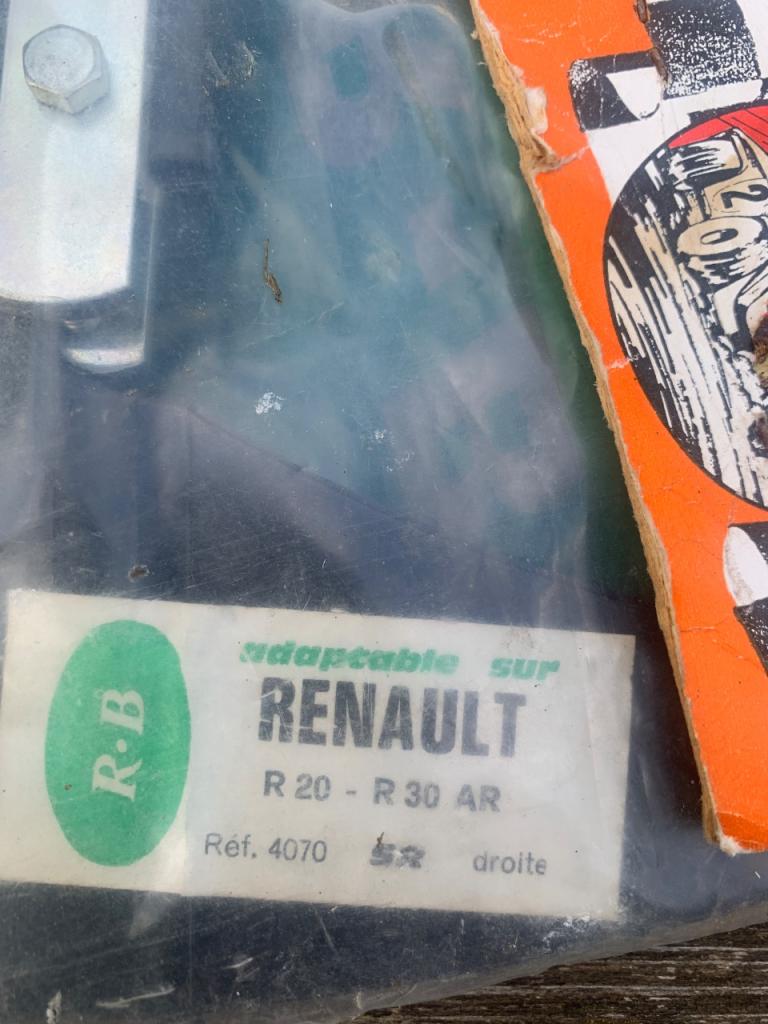 R·B
adaptable sur
RENAULT
R 20 - R 30 AR
Réf. 4070 droite